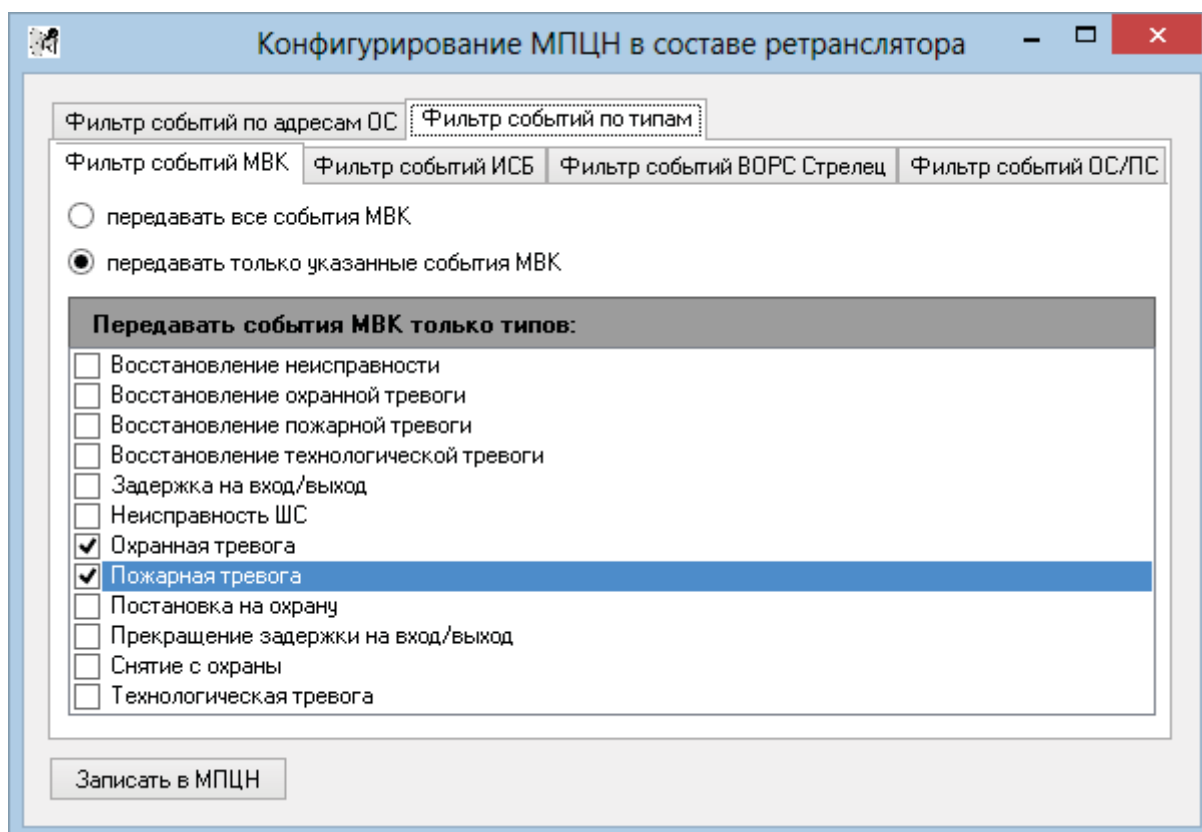 Конфигурирование МПЦН в составе ретранслятора
Фильтр событий по адресам ОС Фильтр событий по типам
Фильтр событий МВК Фильтр событий ИСБ Фильтр событий ВОРС Стрелец Фильтр событий ОС/ПС
передавать все события МВК
передавать только указанные события МВК
Передавать события МВК только типов:
Восстановление неисправности
Восстановление охранной тревоги
Восстановление пожарной тревоги
Восстановление технологической тревоги
Задержка на вход/выход
Неисправность ШС
Охранная тревога
Пожарная тревога
Постановка на охрану
Прекращение задержки на вход/выход
Снятие с охраны
Технологическая тревога
Записать в МПЦН